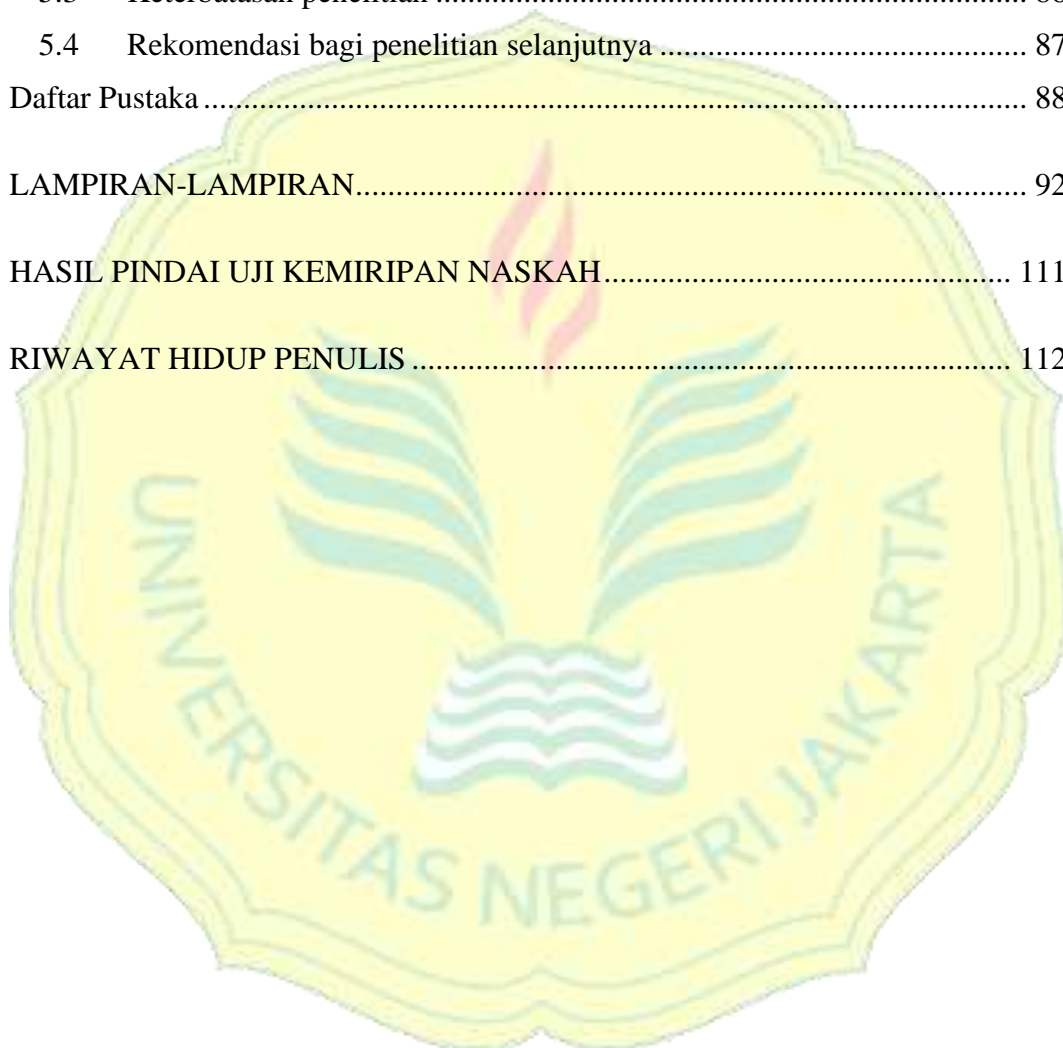 5.4 Rekomendasi bagi penelitian selanjutnya ............................................. 87
Daftar Pustaka ...................................................................................................... 88
LAMPIRAN-LAMPIRAN................................................................................... 92
HASIL PINDAI UJI KEMIRIPAN NASKAH................................................... 111
RIWAYAT HIDUP PENULIS .......................................................................... 112
UNIVERSITAS NEGERI JAKARTA